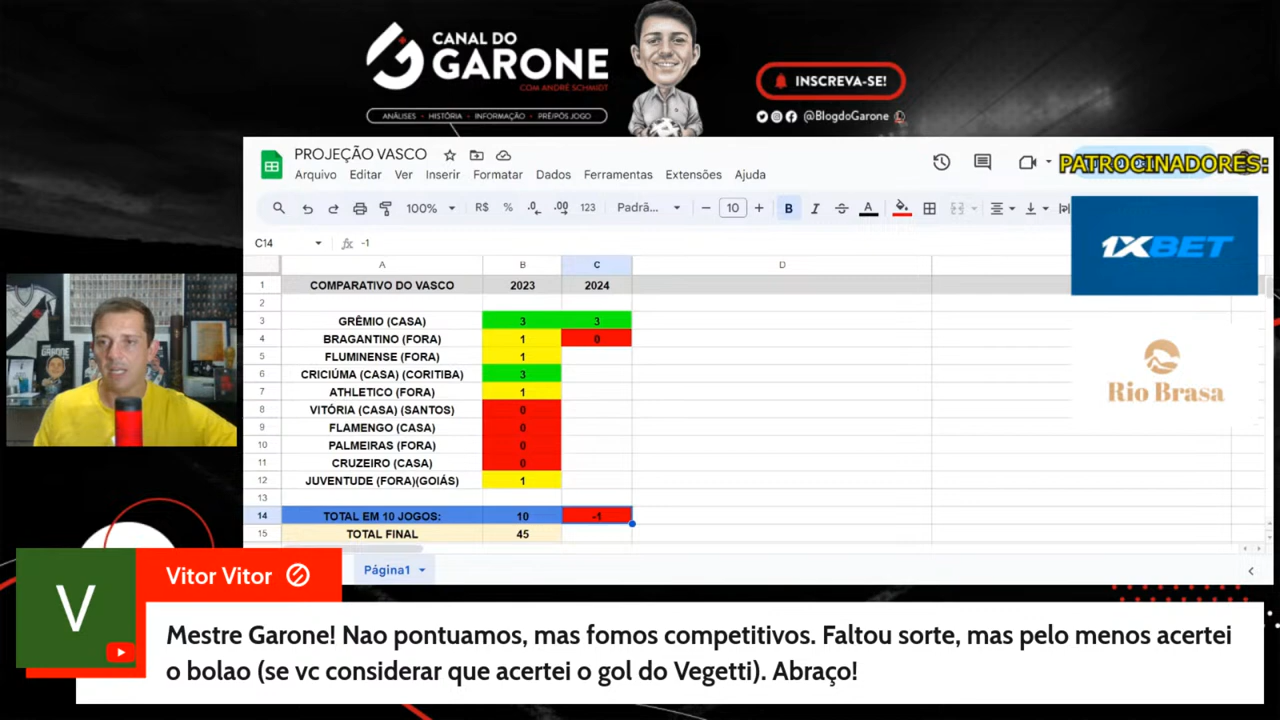 CANAL DO
GARONE
COM ANDRÉ SCHMIDT
ANÁLISES • HISTÓRIA • INFORMAÇÃO • PRÉ/PÓS JOGO
INSCREVA-SE!
@BlogdoGarone
PROJEÇÃO VASCO
PATROCINADORES:
Arquivo Editar Ver Inserir Formatar Dados Ferramentas Extensões Ajuda
100% R$ % .0 .00 123 Padrã... − 10 + B I S A
C14 fx -1
1XBET
A B C D
1 COMPARATIVO DO VASCO 2023 2024
2
3 GRÊMIO (CASA) 3 3
4 BRAGANTINO (FORA) 1 0
5 FLUMINENSE (FORA) 1
6 CRICIÚMA (CASA) (CORITIBA) 3
7 ATHLETICO (FORA) 1
8 VITÓRIA (CASA) (SANTOS) 0
9 FLAMENGO (CASA) 0
10 PALMEIRAS (FORA) 0
11 CRUZEIRO (CASA) 0
12 JUVENTUDE (FORA)(GOIÁS) 1
13
14 TOTAL EM 10 JOGOS: 10 -1
15 TOTAL FINAL 45
Rio Brasa
Página1
V
Vitor Vitor
Mestre Garone! Nao pontuamos, mas fomos competitivos. Faltou sorte, mas pelo menos acertei
o bolao (se vc considerar que acertei o gol do Vegetti). Abraço!